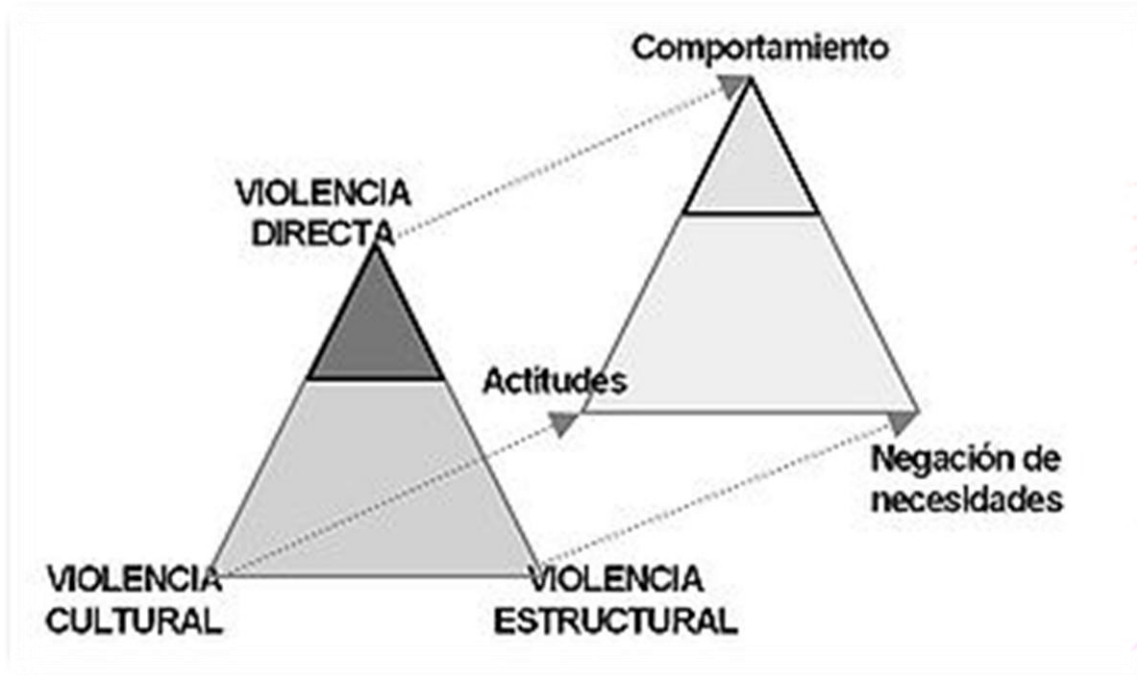 Comportamiento
VIOLENCIA
DIRECTA
Actitudes
Negación de
necesidades
VIOLENCIA
CULTURAL
VIOLENCIA
ESTRUCTURAL